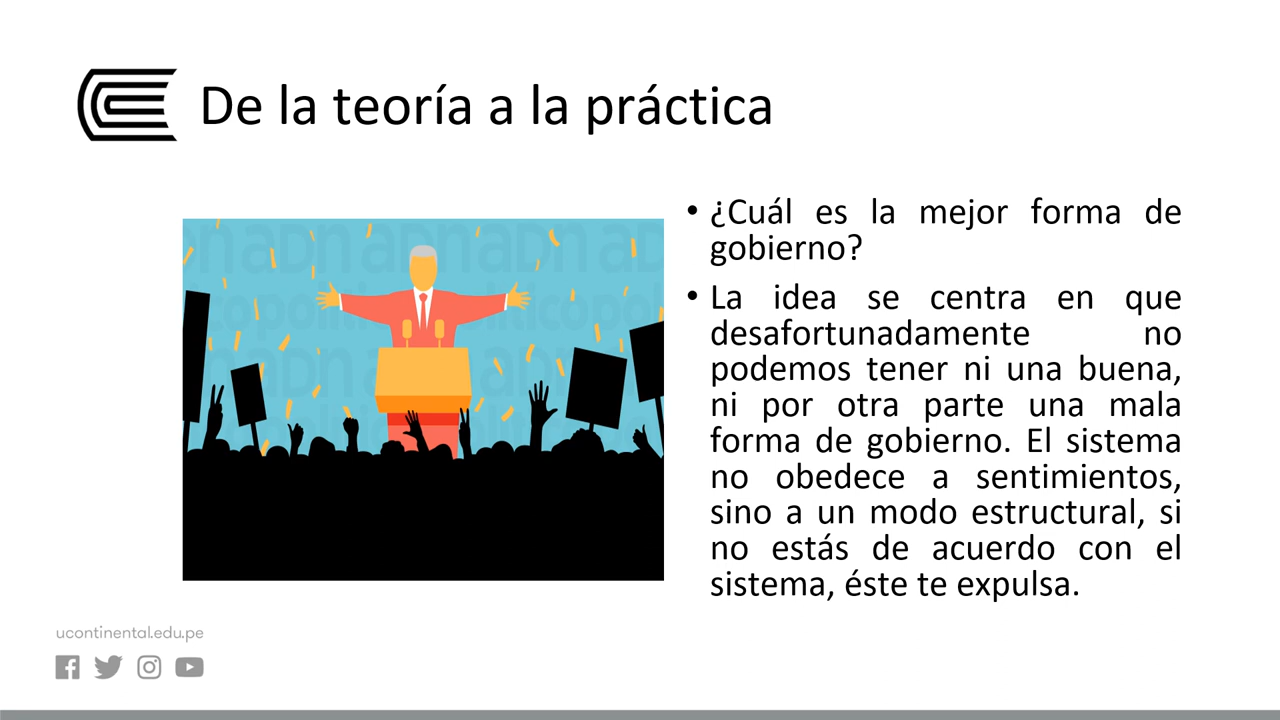 De la teoría a la práctica
• ¿Cuál es la mejor forma de
gobierno?
• La idea se centra en que
desafortunadamente no
podemos tener ni una buena,
ni por otra parte una mala
forma de gobierno. El sistema
no obedece a sentimientos,
sino a un modo estructural, si
no estás de acuerdo con el
sistema, éste te expulsa.
ucontinental.edu.pe